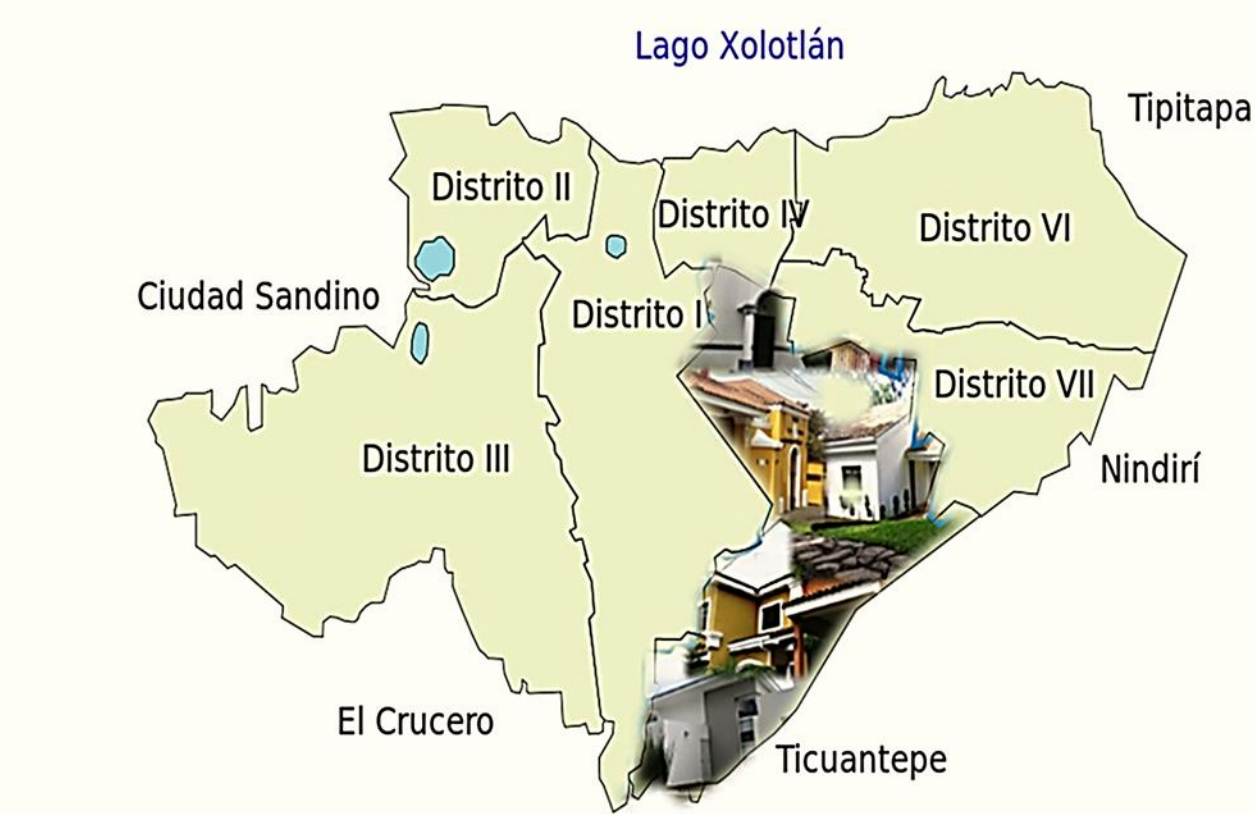 Lago Xolotlán
Tipitapa
Distrito II
Distrito IV
Distrito VI
Ciudad Sandino
Distrito I
Distrito VII
Distrito III
Nindirí
El Crucero
Ticuantepe